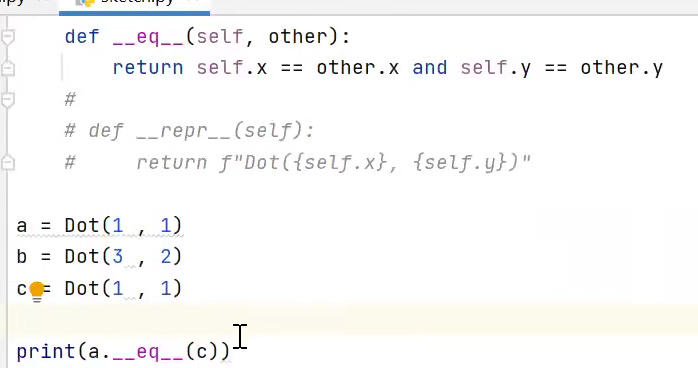 def __eq__(self, other):
return self.x == other.x and self.y == other.y
#
# def __repr__(self):
#     return f"Dot({self.x}, {self.y})"
a = Dot(1 , 1)
b = Dot(3 , 2)
c = Dot(1 , 1)
print(a.__eq__(c))